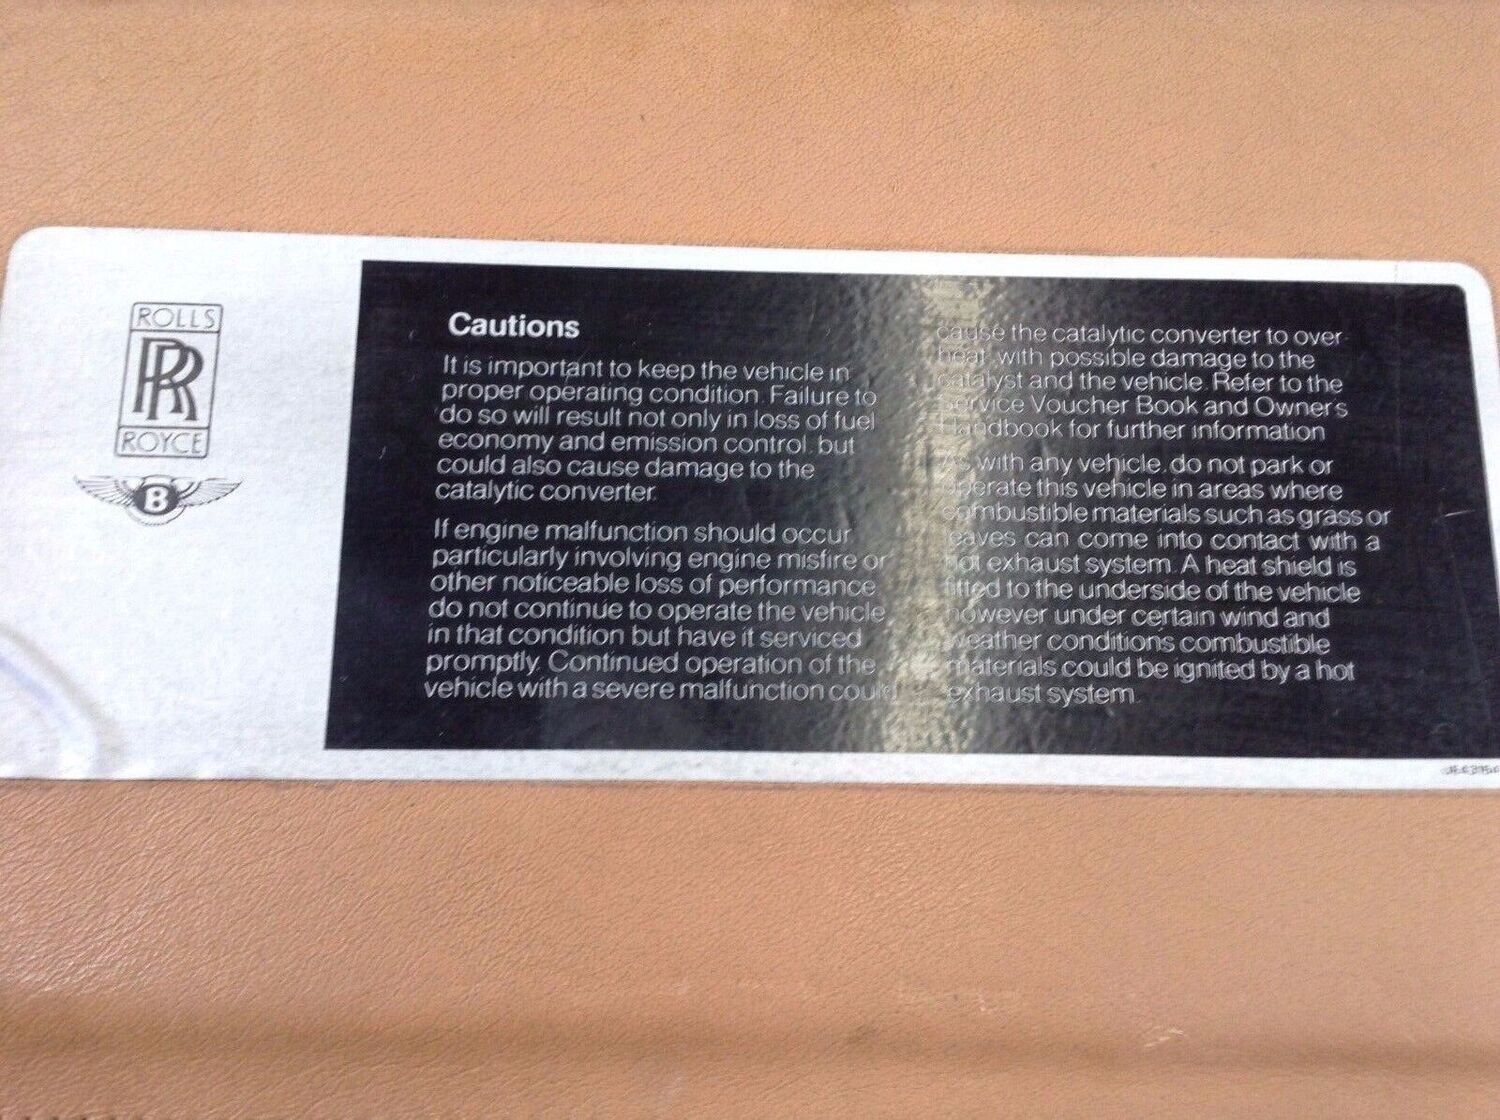 ROLLS
RR
ROYCE
B
Cautions
It is important to keep the vehicle in
proper operating condition. Failure to
do so will result not only in loss of fuel
economy and emission control, but
could also cause damage to the
catalytic converter.
If engine malfunction should occur
particularly involving engine misfire or
other noticeable loss of performance
do not continue to operate the vehicle
in that condition but have it serviced
promptly. Continued operation of the
vehicle with a severe malfunction could
cause the catalytic converter to over-
heat, with possible damage to the
catalyst and the vehicle. Refer to the
Service Voucher Book and Owner's
Handbook for further information
As with any vehicle, do not park or
operate this vehicle in areas where
combustible materials such as grass or
leaves can come into contact with a
hot exhaust system. A heat shield is
fitted to the underside of the vehicle
however under certain wind and
weather conditions combustible
materials could be ignited by a hot
exhaust system.